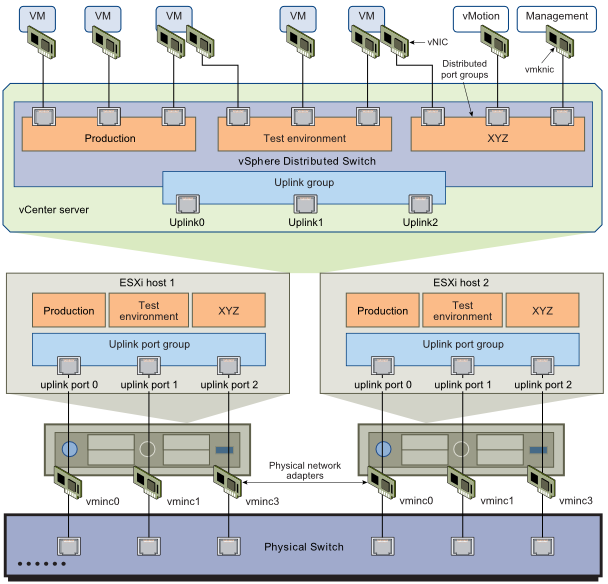 VM
VM
VM
VM
VM
vMotion
Management
vNIC
Distributed
port groups
vmknic
Production
Test environment
XYZ
vSphere Distributed Switch
Uplink group
vCenter server
Uplink0
Uplink1
Uplink2
ESXi host 1
ESXi host 2
Production
Test
environment
XYZ
Production
Test
environment
XYZ
Uplink port group
Uplink port group
uplink port 0
uplink port 1
uplink port 2
uplink port 0
uplink port 1
uplink port 2
Physical network
adapters
vminc0
vminc1
vminc3
vminc0
vminc1
vminc3
Physical Switch